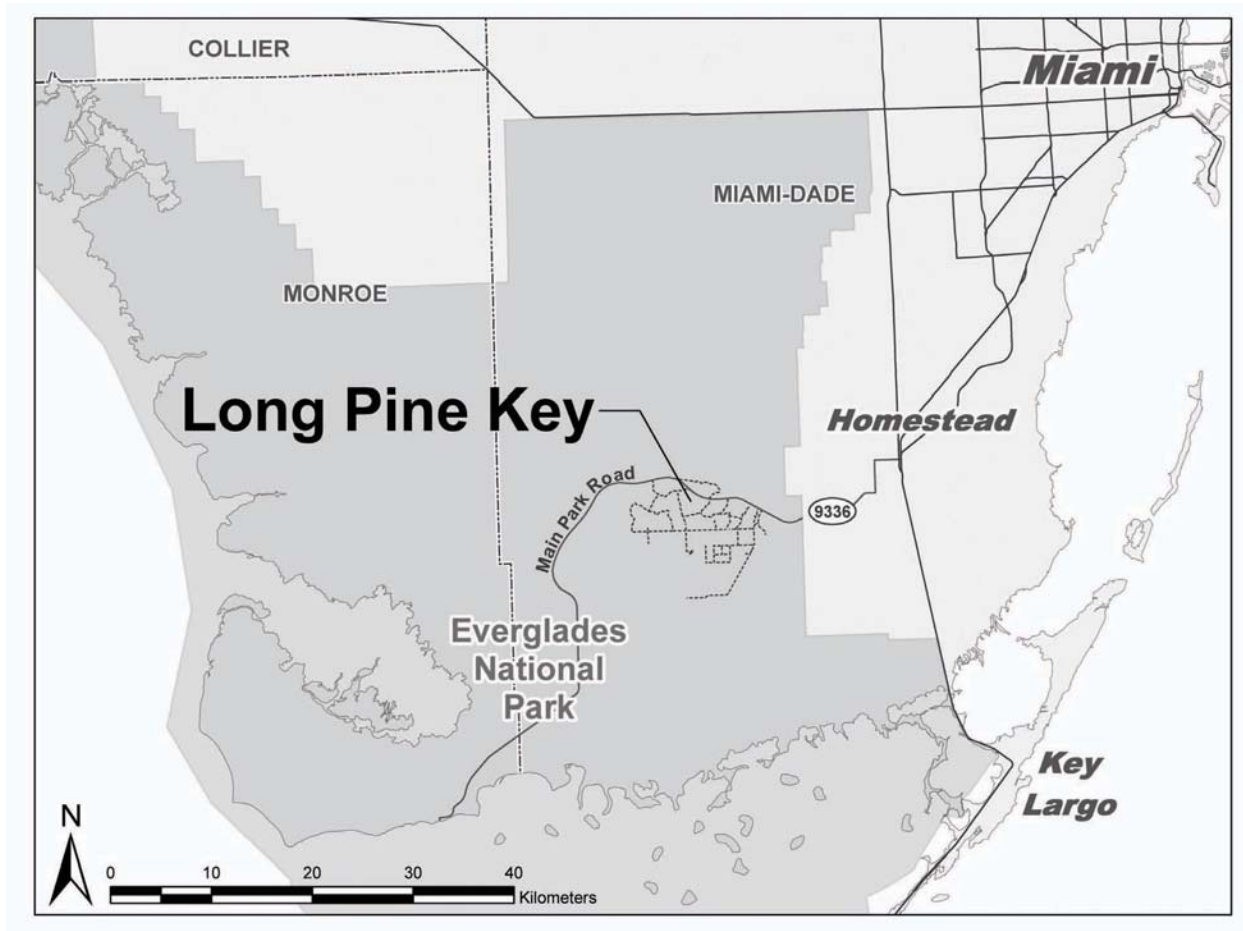 COLLIER
Miami
MIAMI-DADE
MONROE
Long Pine Key
Homestead
Main Park Road
9336
Everglades
National
Park
Key
Largo
N
0 10 20 30 40
Kilometers